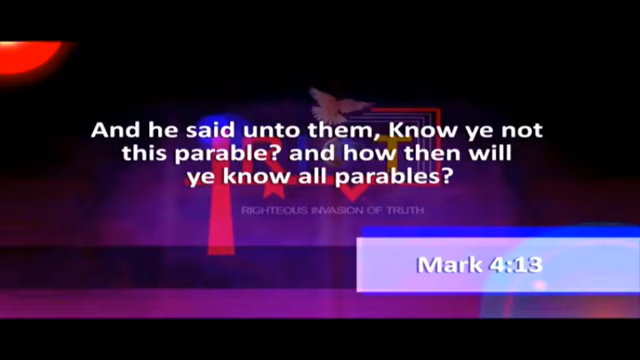 And he said unto them, Know ye not
this parable? and how then will
ye know all parables?
RIGHTEOUS INVASION OF TRUTH
Mark 4:13